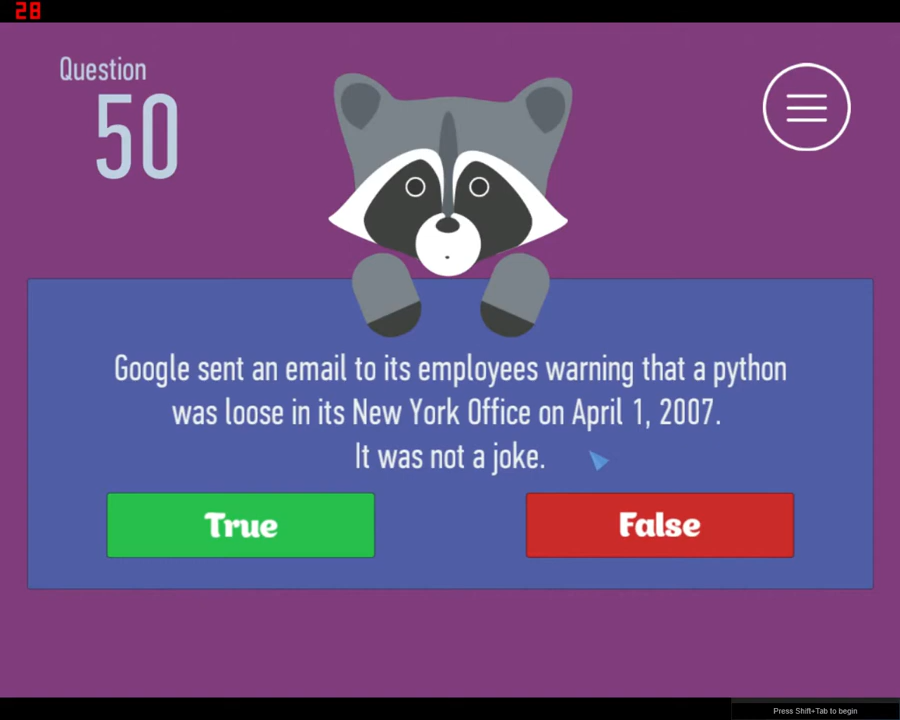 28
Question
50
Google sent an email to its employees warning that a python
was loose in its New York Office on April 1, 2007.
It was not a joke.
True
False
Press Shift+Tab to begin